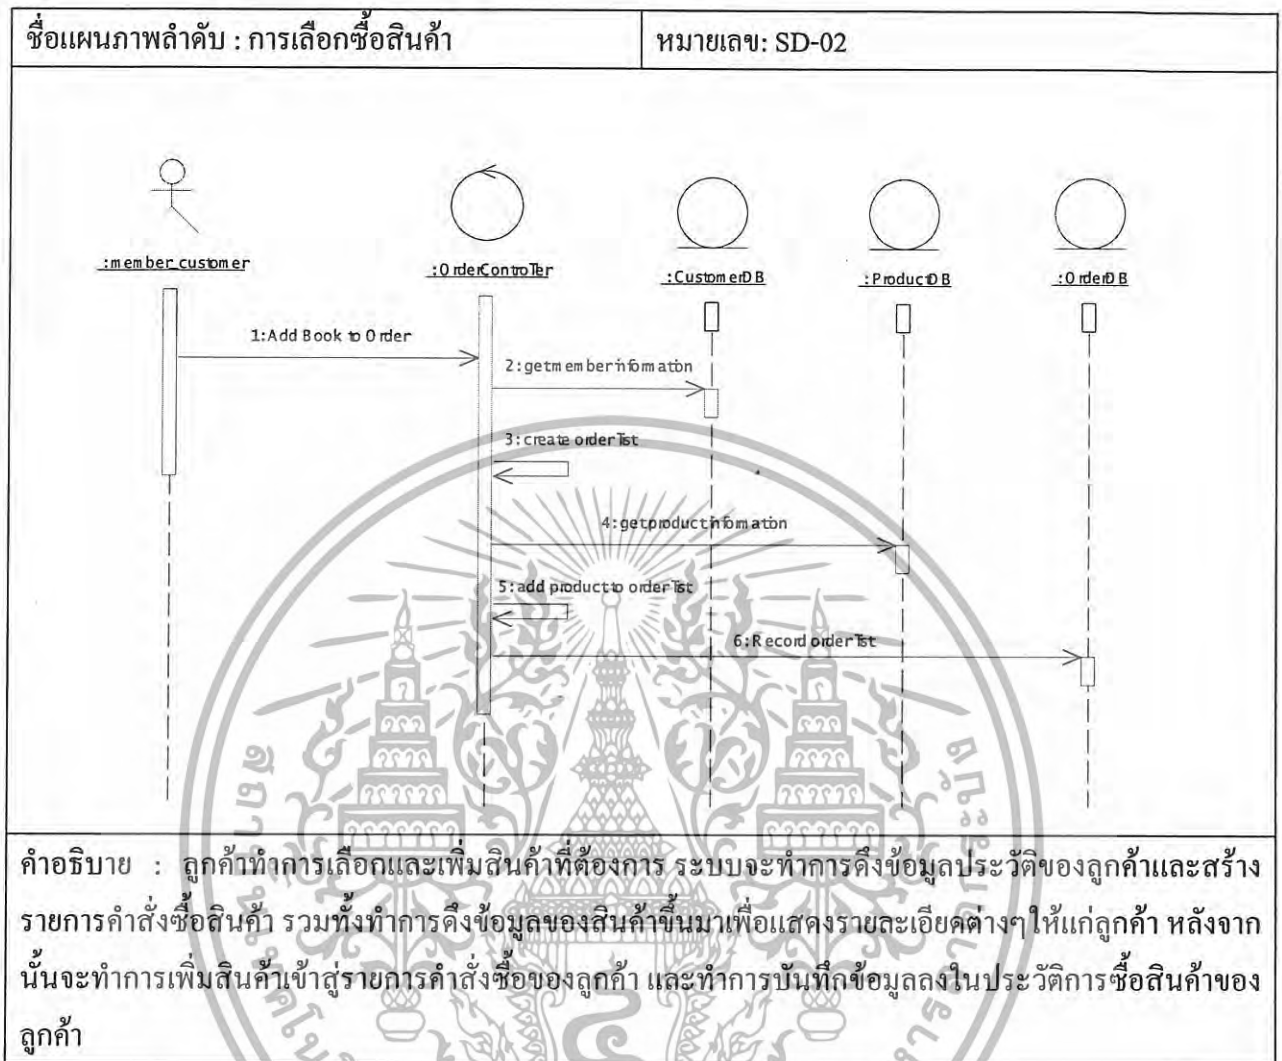 ชื่อแผนภาพลำดับ : การเลือกซื้อสินค้า
หมายเลข: SD-02
:member_customer
:OrderController
:CustomerDB
:ProductDB
:OrderDB
1:Add Book to Order
2:get member information
3:create order list
4:get product information
5:add product to order list
6:Record order list
คำอธิบาย : ลูกค้าทำการเลือกและเพิ่มสินค้าที่ต้องการ ระบบจะทำการดึงข้อมูลประวัติของลูกค้าและสร้าง
รายการคำสั่งซื้อสินค้า รวมทั้งทำการดึงข้อมูลของสินค้าขึ้นมาเพื่อแสดงรายละเอียดต่างๆให้แก่ลูกค้า หลังจาก
นั้นจะทำการเพิ่มสินค้าเข้าสู่รายการคำสั่งซื้อของลูกค้า และทำการบันทึกข้อมูลลงในประวัติการซื้อสินค้าของ
ลูกค้า